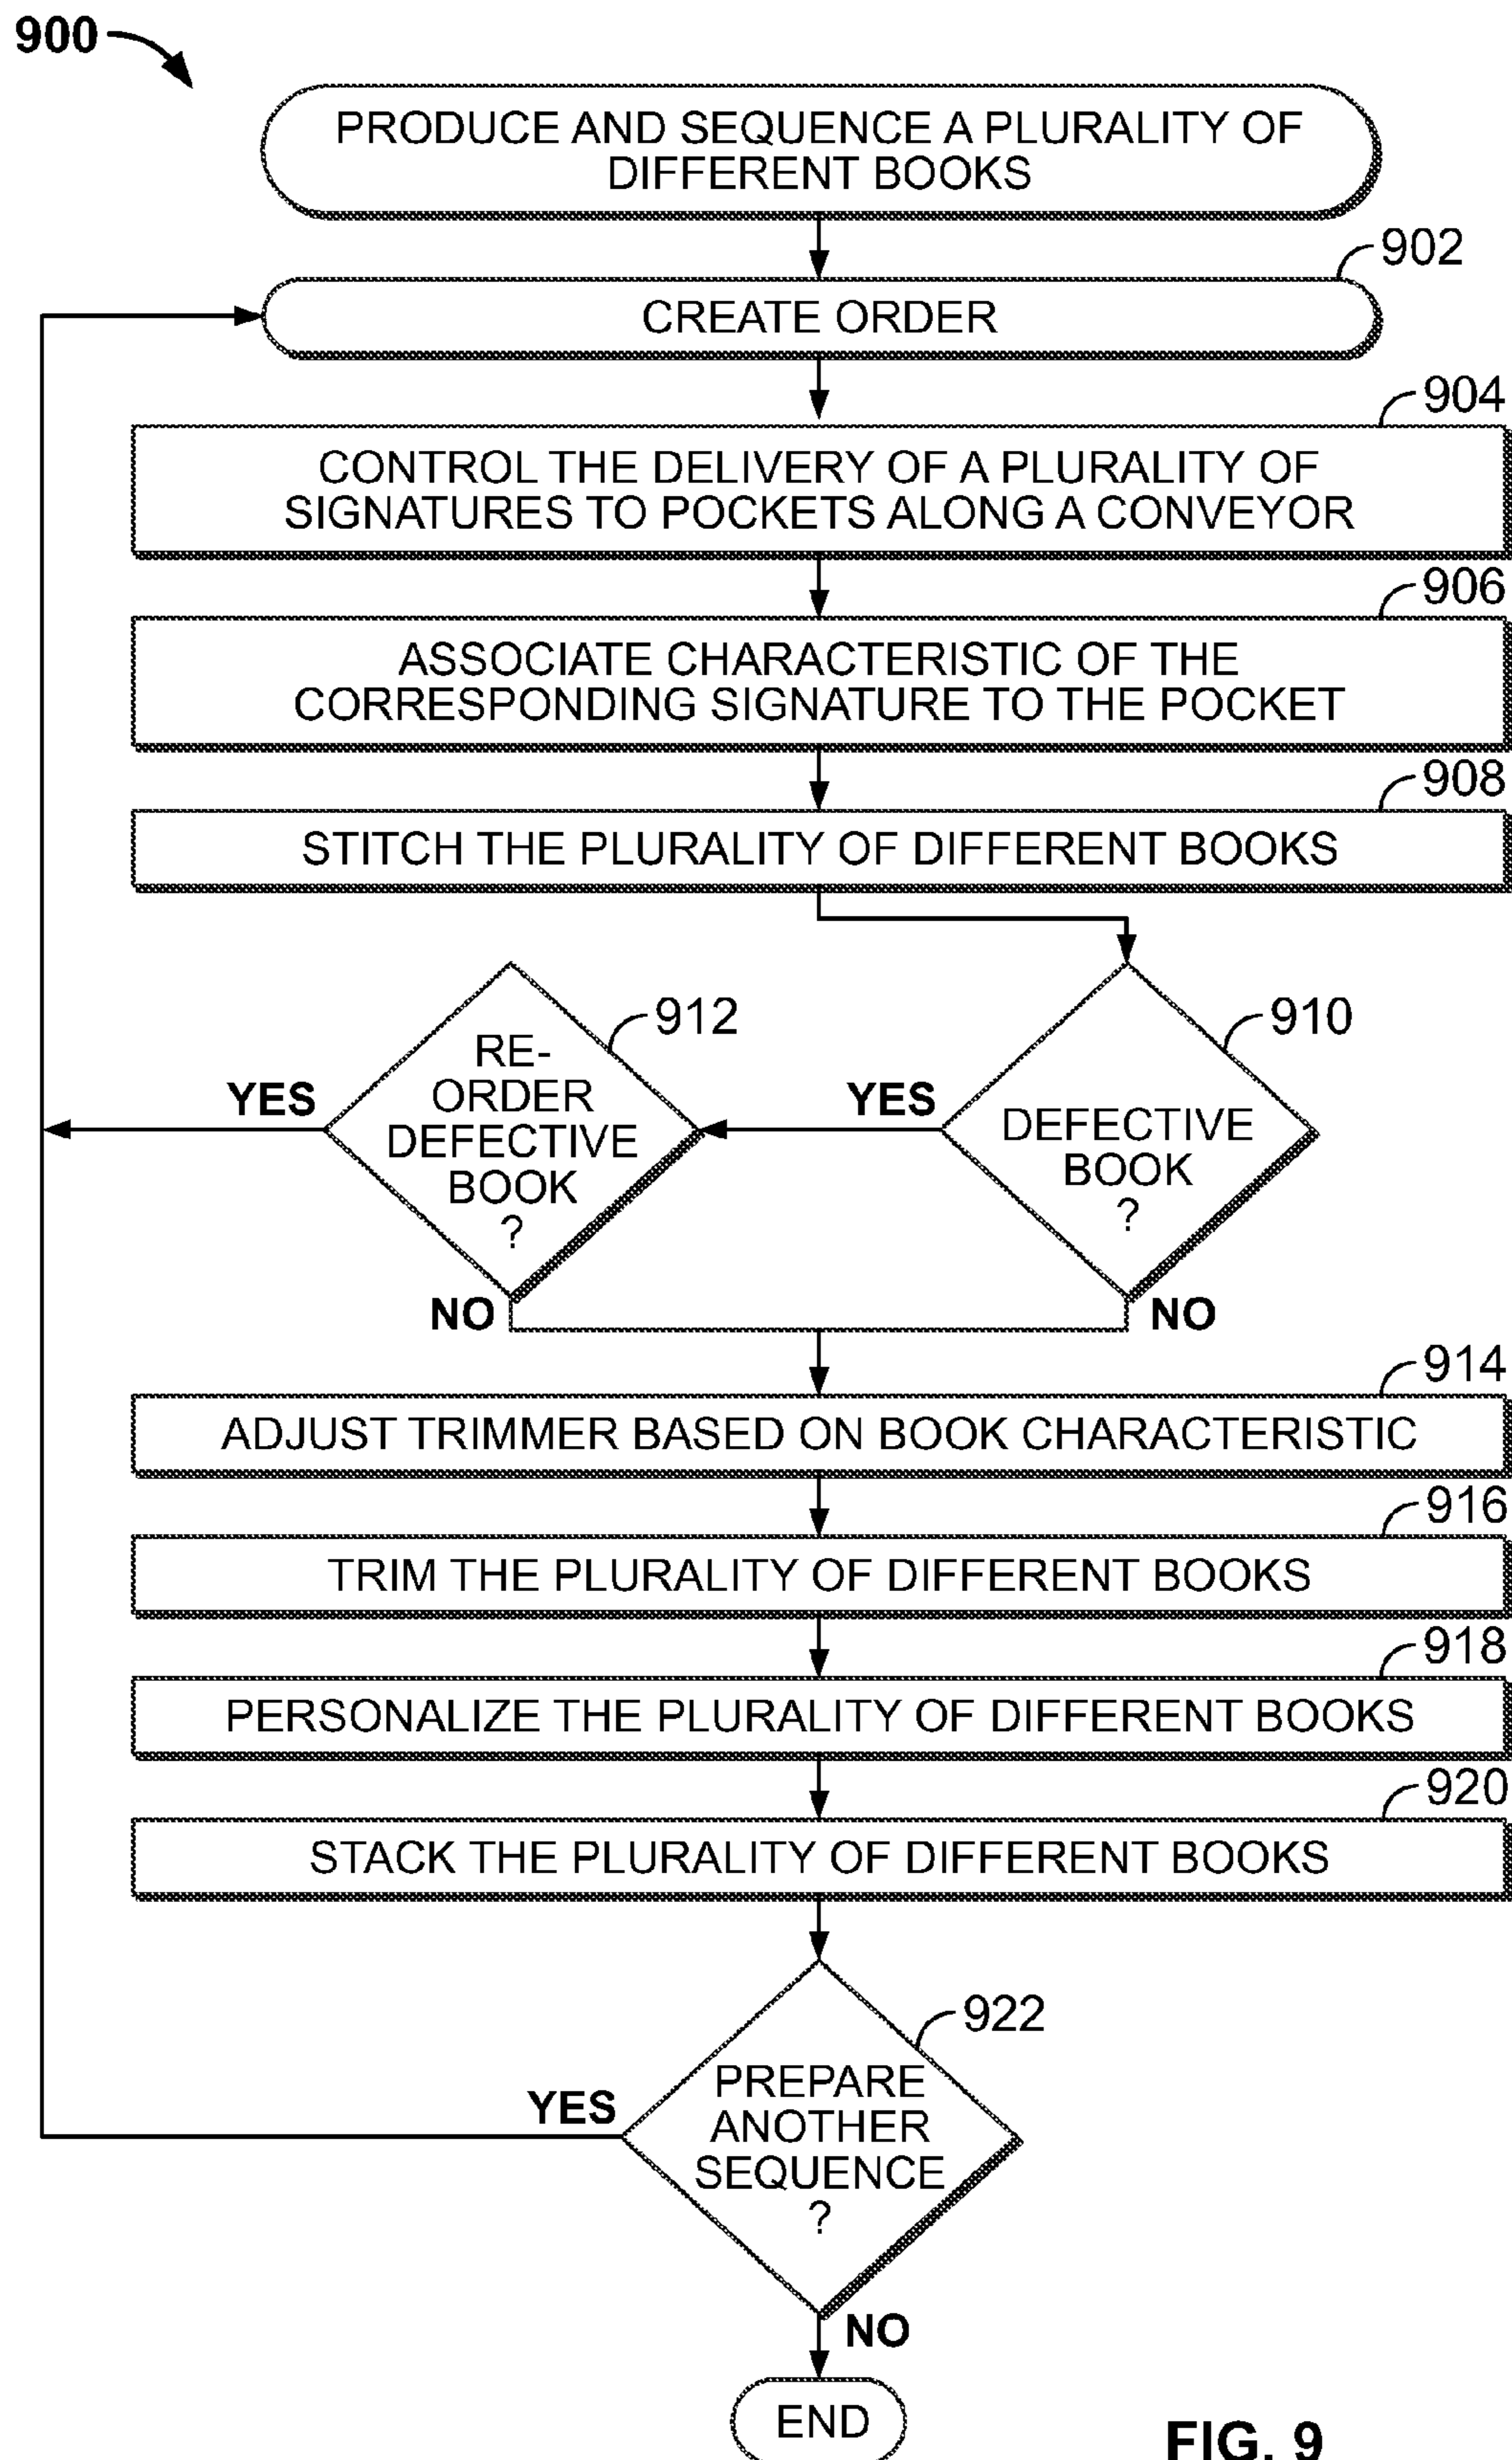 900
PRODUCE AND SEQUENCE A PLURALITY OF
DIFFERENT BOOKS
902
CREATE ORDER
904
CONTROL THE DELIVERY OF A PLURALITY OF
SIGNATURES TO POCKETS ALONG A CONVEYOR
906
ASSOCIATE CHARACTERISTIC OF THE
CORRESPONDING SIGNATURE TO THE POCKET
908
STITCH THE PLURALITY OF DIFFERENT BOOKS
912
RE-
ORDER
DEFECTIVE
BOOK
?
YES
NO
910
DEFECTIVE
BOOK
?
YES
NO
914
ADJUST TRIMMER BASED ON BOOK CHARACTERISTIC
916
TRIM THE PLURALITY OF DIFFERENT BOOKS
918
PERSONALIZE THE PLURALITY OF DIFFERENT BOOKS
920
STACK THE PLURALITY OF DIFFERENT BOOKS
922
PREPARE
ANOTHER
SEQUENCE
?
YES
NO
END
FIG. 9